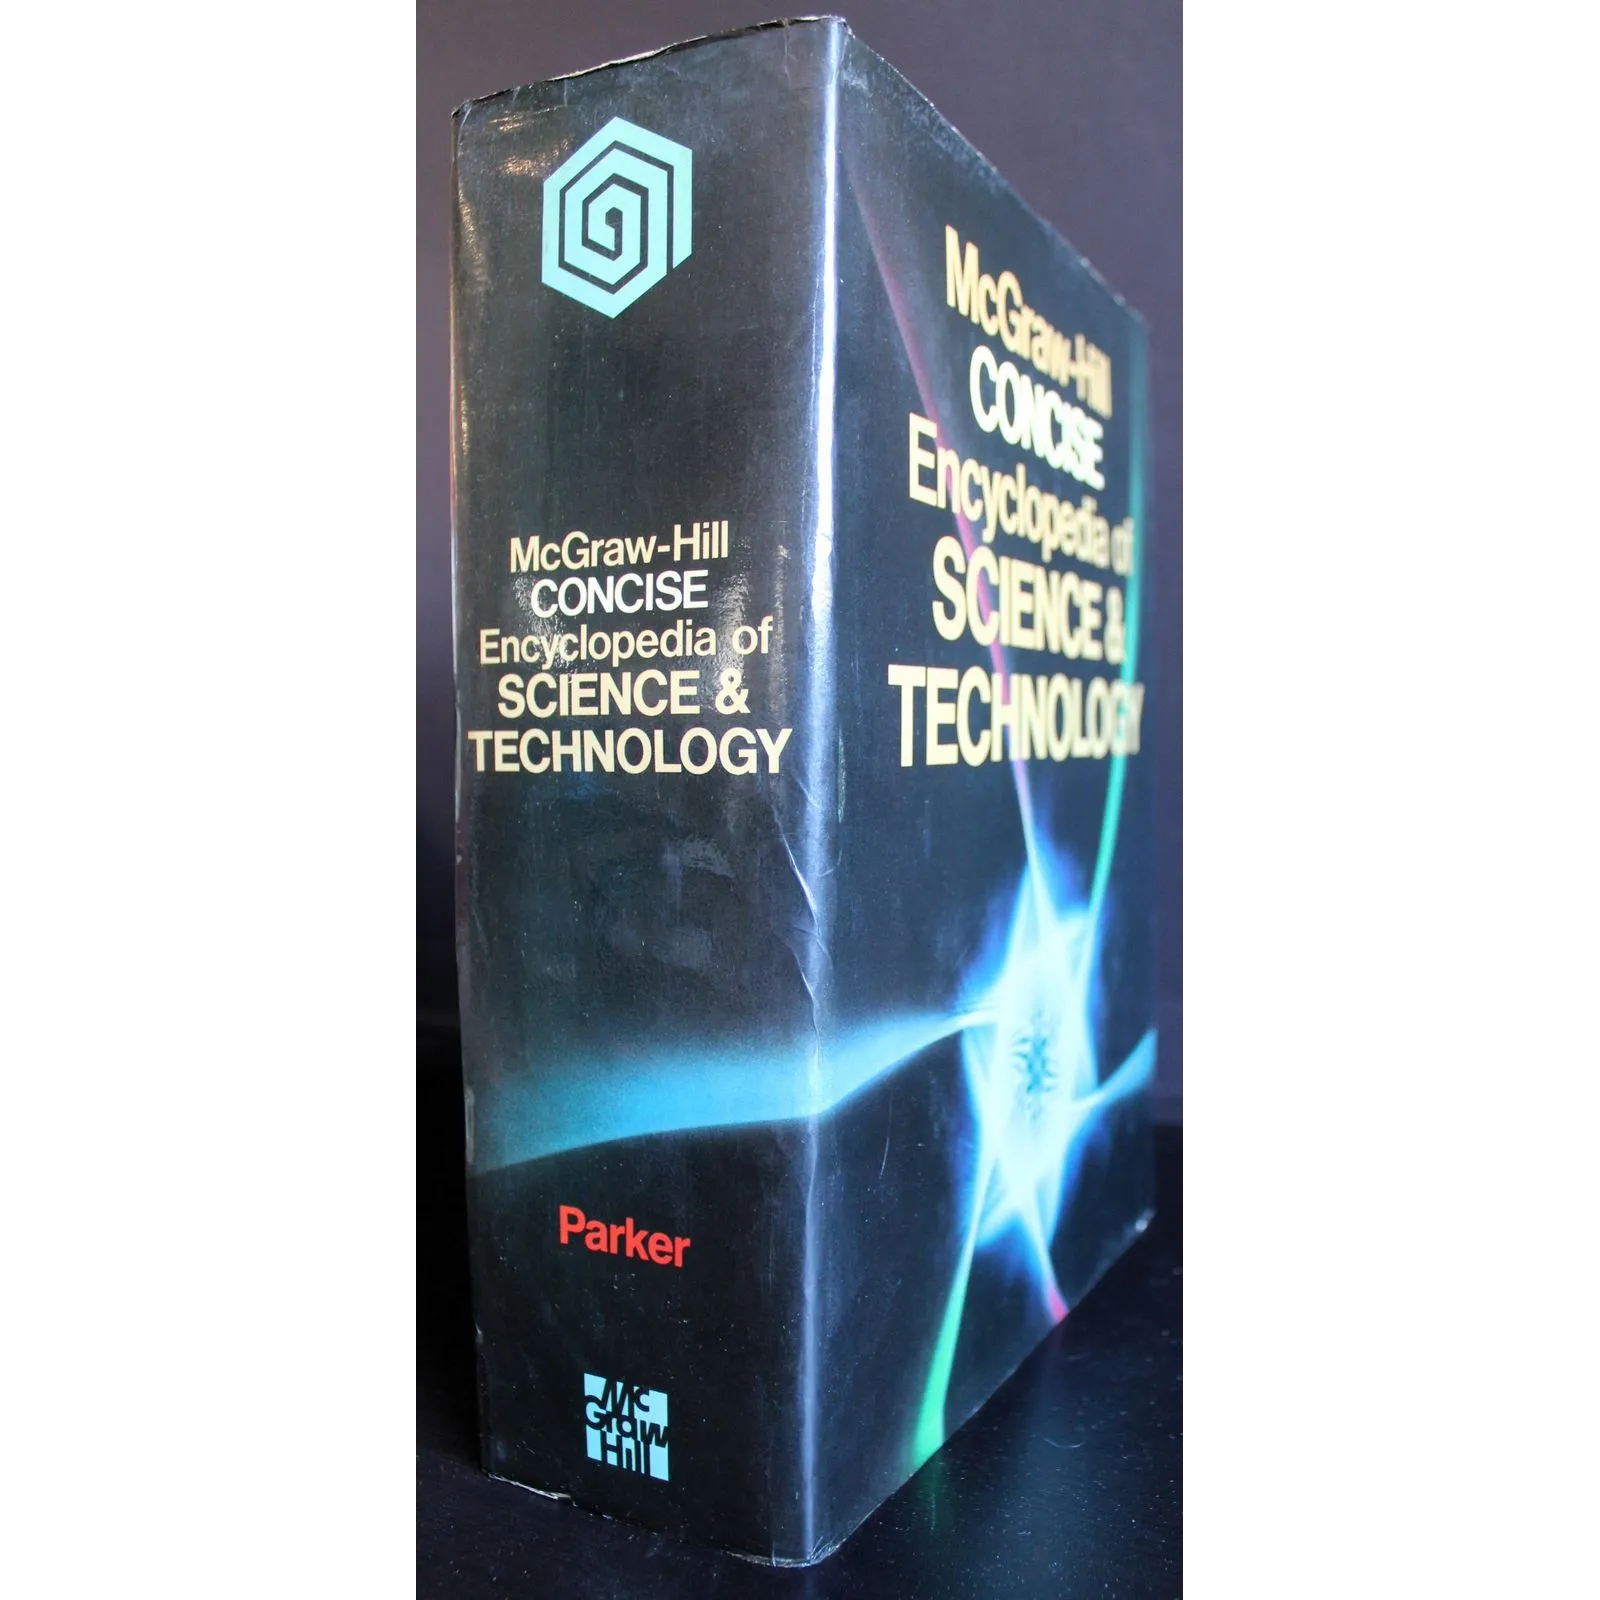 McGraw-Hill
CONCISE
Encyclopedia of
SCIENCE &
TECHNOLOGY
Parker
Mc
Graw
Hill
McGraw-Hill
CONCISE
Encyclopedia of
SCIENCE &
TECHNOLOGY